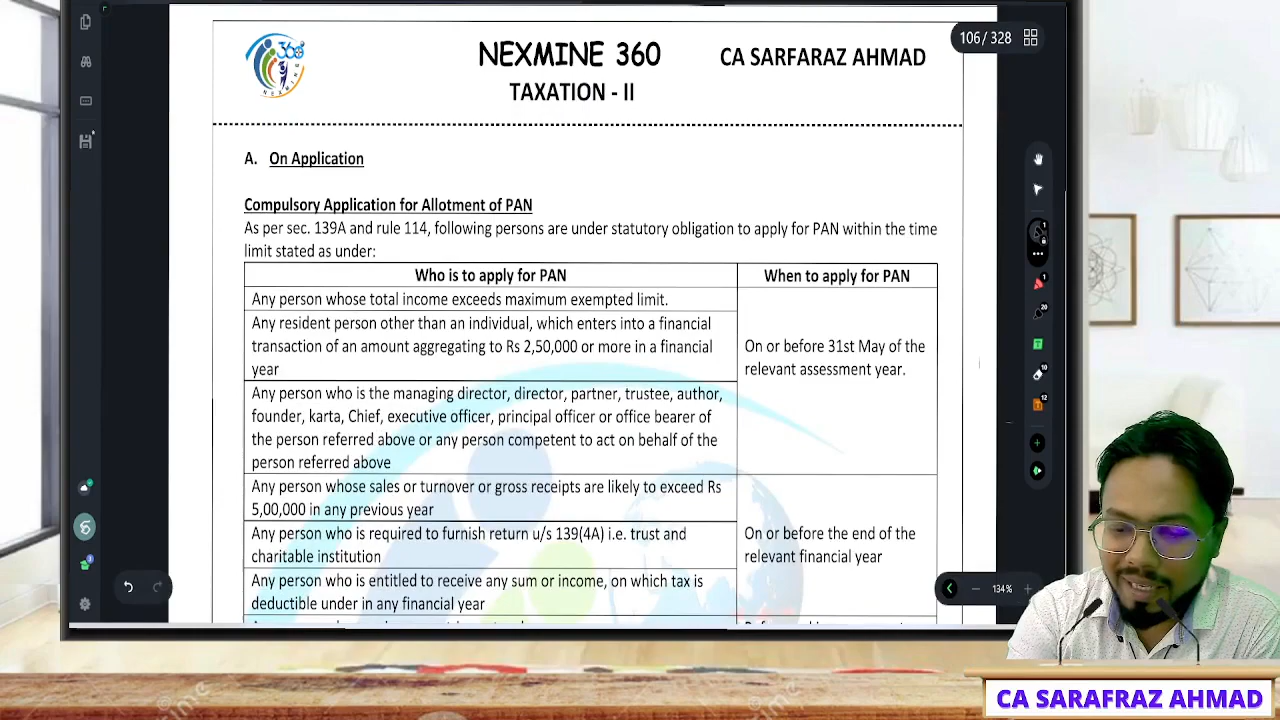 NEXMINE 360
CA SARFARAZ AHMAD
106/328
TAXATION - II
360°
NEXMINE
A. On Application
Compulsory Application for Allotment of PAN
As per sec. 139A and rule 114, following persons are under statutory obligation to apply for PAN within the time
limit stated as under:
Who is to apply for PAN
When to apply for PAN
Any person whose total income exceeds maximum exempted limit.
Any resident person other than an individual, which enters into a financial
transaction of an amount aggregating to Rs 2,50,000 or more in a financial
year
Any person who is the managing director, director, partner, trustee, author,
founder, karta, Chief, executive officer, principal officer or office bearer of
the person referred above or any person competent to act on behalf of the
person referred above
On or before 31st May of the
relevant assessment year.
Any person whose sales or turnover or gross receipts are likely to exceed Rs
5,00,000 in any previous year
Any person who is required to furnish return u/s 139(4A) i.e. trust and
charitable institution
Any person who is entitled to receive any sum or income, on which tax is
deductible under in any financial year
On or before the end of the
relevant financial year
134%
CA SARAFRAZ AHMAD